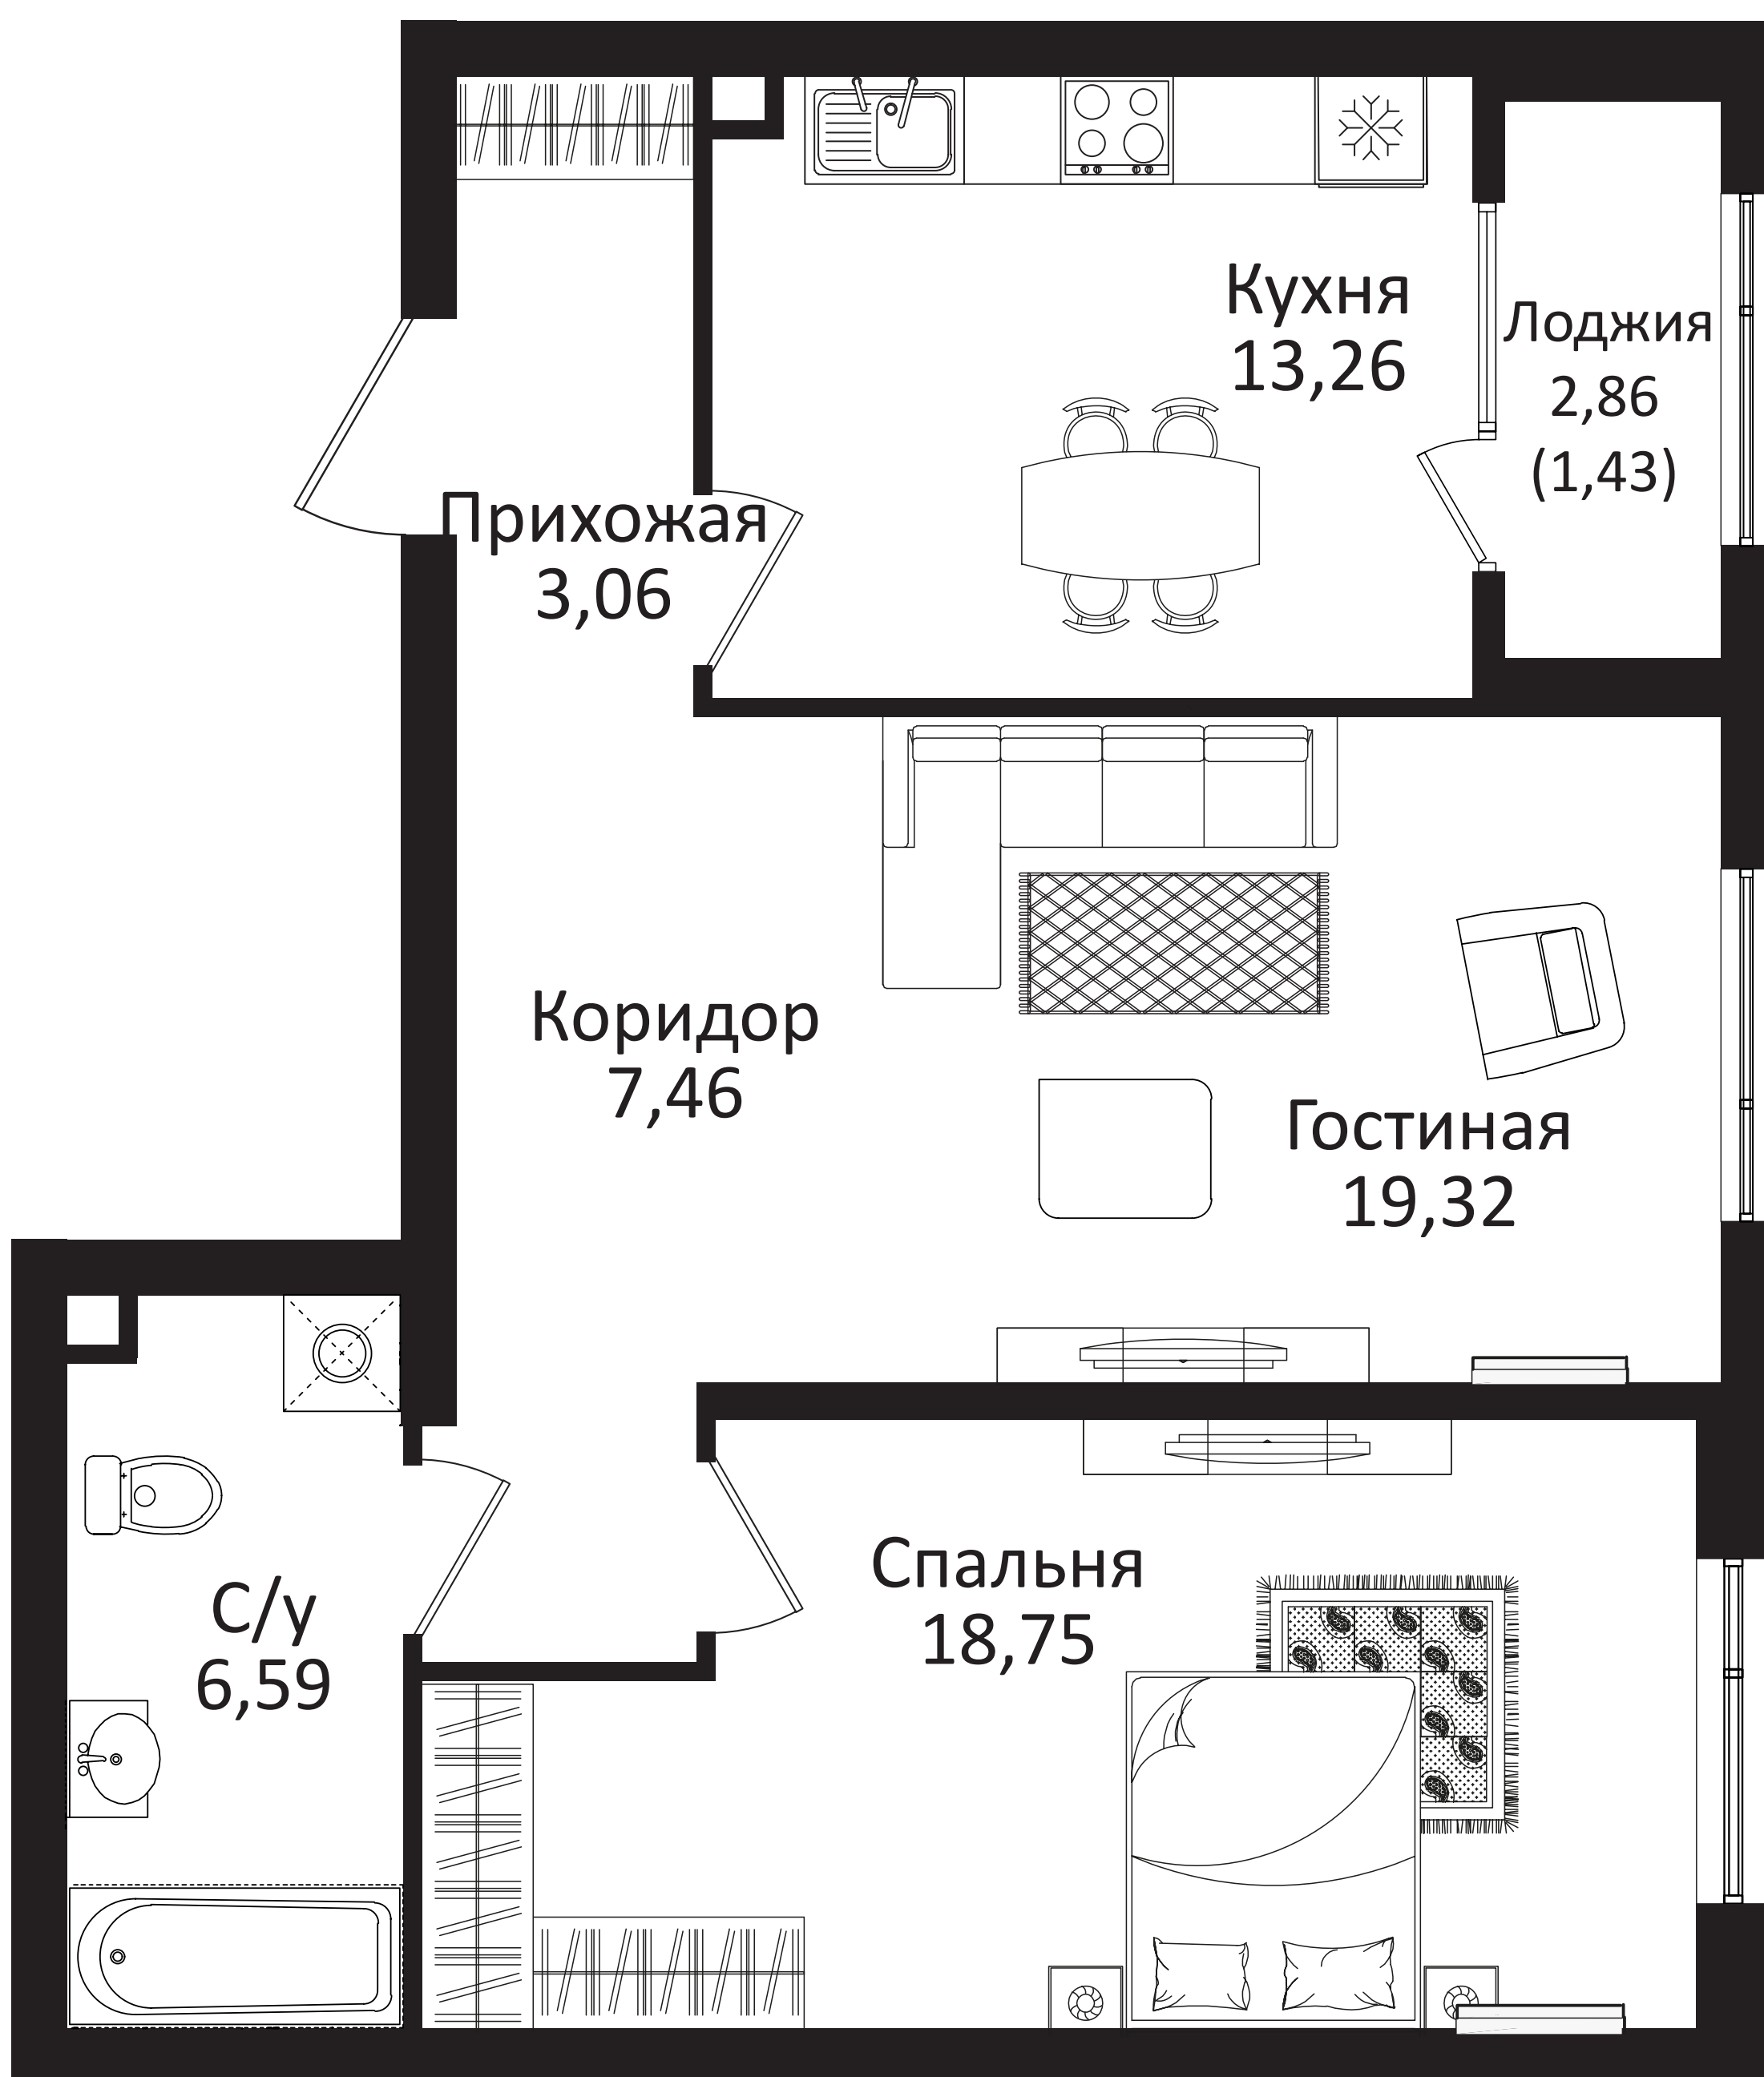 Кухня
13,26
Лоджия
2,86
(1,43)
Прихожая
3,06
Коридор
7,46
Гостиная
19,32
Спальня
18,75
С/у
6,59